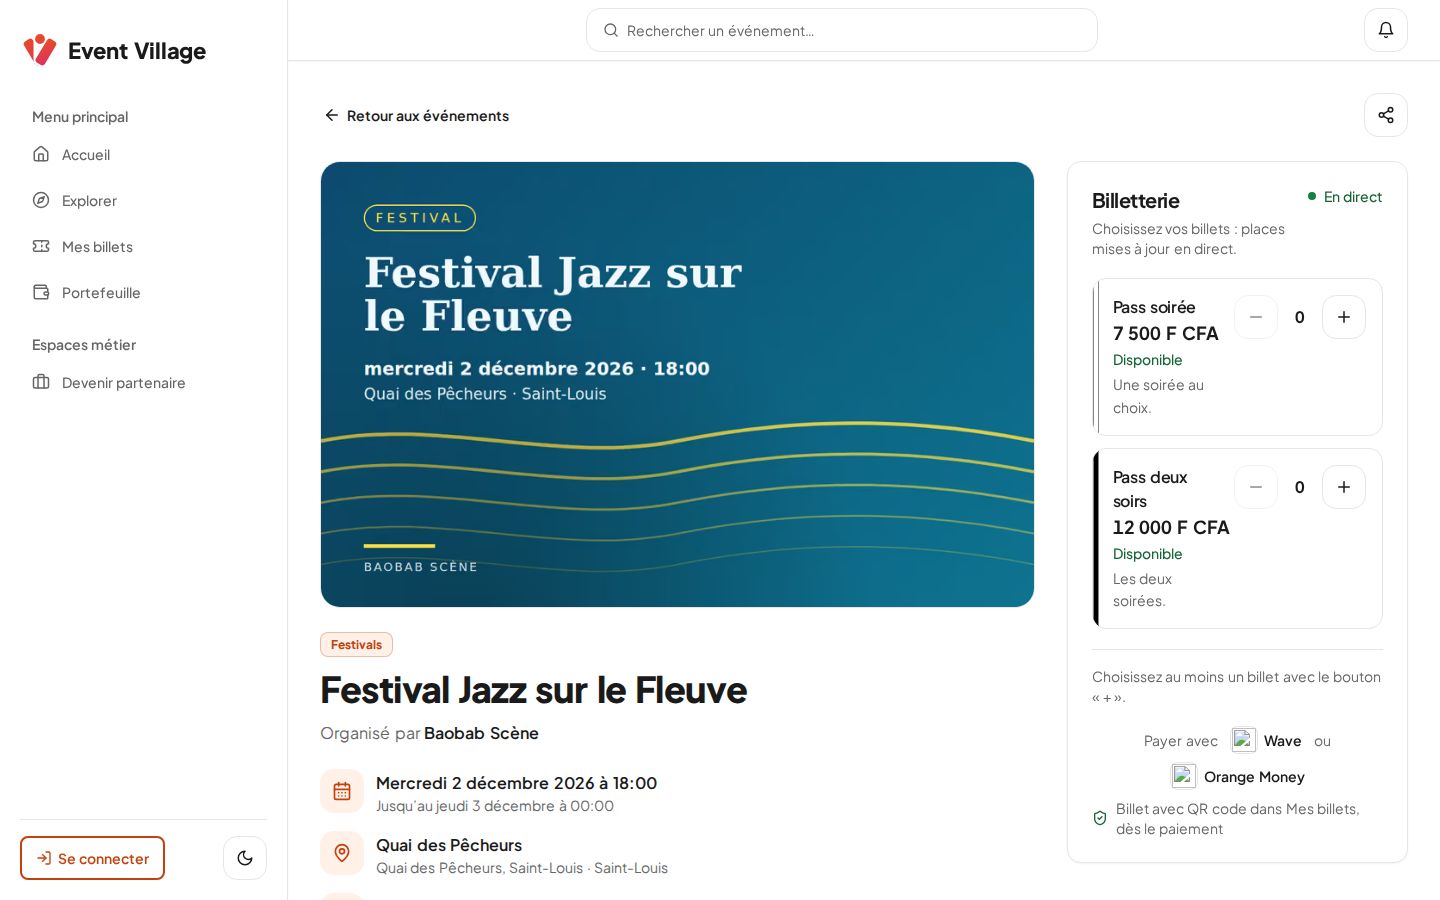 Event Village
Rechercher un événement…
Menu principal
Accueil
Explorer
Mes billets
Portefeuille
Espaces métier
Devenir partenaire
Se connecter
Retour aux événements
FESTIVAL
Festival Jazz sur
le Fleuve
mercredi 2 décembre 2026 · 18:00
Quai des Pêcheurs · Saint-Louis
BAOBAB SCÈNE
Festivals
Festival Jazz sur le Fleuve
Organisé par Baobab Scène
Mercredi 2 décembre 2026 à 18:00
Jusqu’au jeudi 3 décembre à 00:00
Quai des Pêcheurs
Quai des Pêcheurs, Saint-Louis · Saint-Louis
Billetterie
En direct
Choisissez vos billets : places
mises à jour en direct.
Pass soirée
7 500 F CFA
Disponible
Une soirée au
choix.
0
Pass deux
soirs
12 000 F CFA
Disponible
Les deux
soirées.
0
Choisissez au moins un billet avec le bouton
« + ».
Payer avec Wave ou
Orange Money
Billet avec QR code dans Mes billets,
dès le paiement